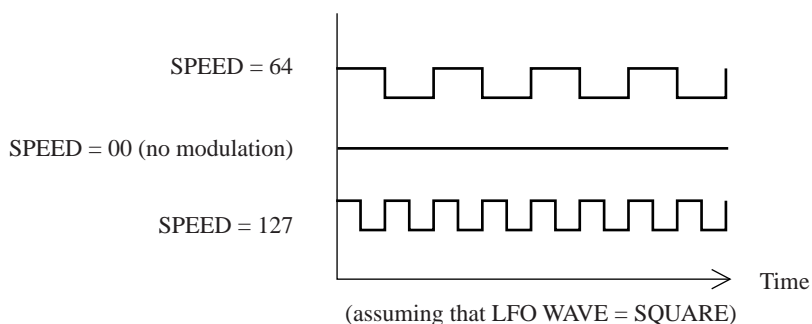 SPEED = 64
SPEED = 00 (no modulation)
SPEED = 127
Time
(assuming that LFO WAVE = SQUARE)